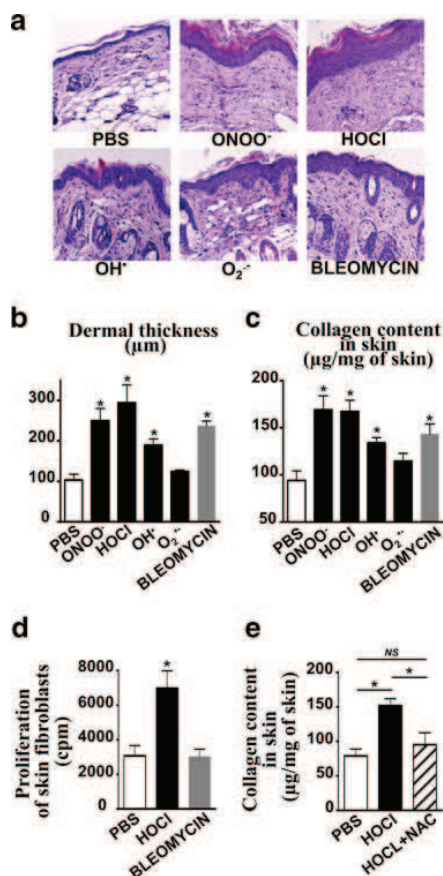 a
PBS ONOO⁻ HOCl
OH• O₂•⁻ BLEOMYCIN
b
Dermal thickness
(µm)
300
200
100
0
PBS
ONOO⁻
HOCl
OH•
O₂•⁻
BLEOMYCIN
* * * *
c
Collagen content
in skin
(µg/mg of skin)
200
150
100
50
PBS
ONOO⁻
HOCl
OH•
O₂•⁻
BLEOMYCIN
* * * *
d
Proliferation
of skin fibroblasts
(cpm)
8000
6000
4000
2000
0
*
PBS
HOCl
BLEOMYCIN
e
Collagen content
in skin
(µg/mg of skin)
200
150
100
50
0
NS
* *
PBS
HOCl
HOCL+NAC